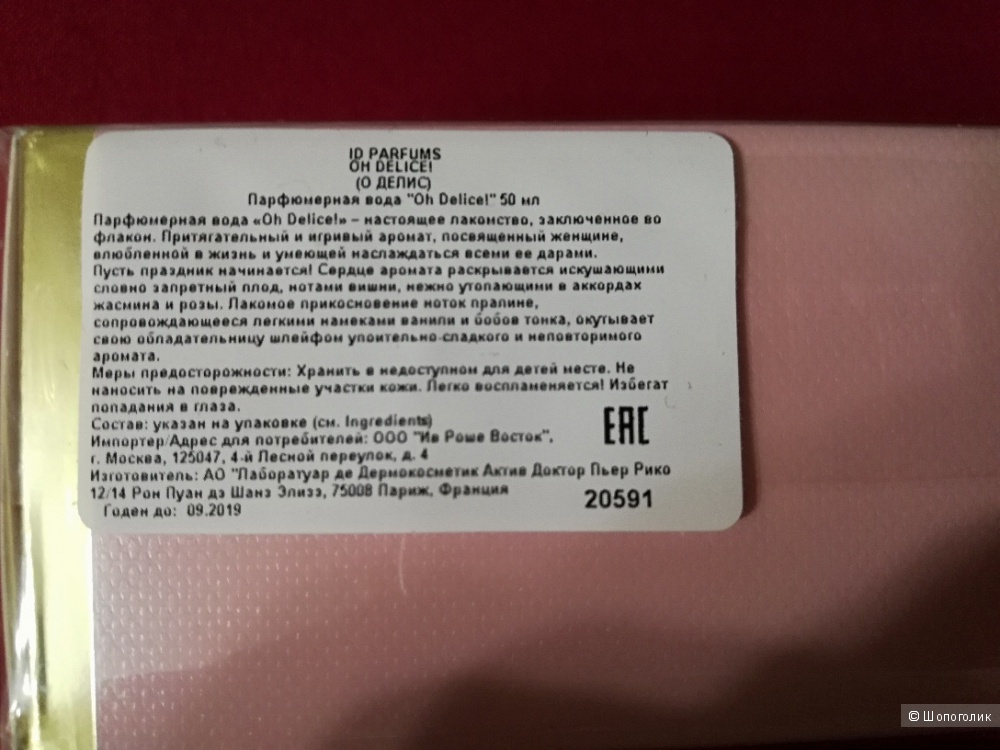 ID PARFUMS
OH DELICE!
(О ДЕЛИС)
Парфюмерная вода "Oh Delice!" 50 мл
Парфюмерная вода «Oh Delice!» – настоящее лакомство, заключенное во
флакон. Притягательный и игривый аромат, посвященный женщине,
влюбленной в жизнь и умеющей наслаждаться всеми ее дарами.
Пусть праздник начинается! Сердце аромата раскрывается искушающими
словно запретный плод, нотами вишни, нежно утопающими в аккордах
жасмина и розы. Лакомое прикосновение ноток пралине,
сопровождающееся легкими намеками ванили и бобов тонка, окутывает
свою обладательницу шлейфом упоительно-сладкого и неповторимого
аромата.
Меры предосторожности: Хранить в недоступном для детей месте. Не
наносить на поврежденные участки кожи. Легко воспламеняется! Избегат
попадания в глаза.
Состав: указан на упаковке (см. Ingredients)
Импортер/Адрес для потребителей: ООО "Ив Роше Восток",
г. Москва, 125047, 4-й Лесной переулок, д. 4
Изготовитель: АО "Лаборатуар де Дермокосметик Актив Доктор Пьер Рико
12/14 Рон Пуан дэ Шанз Элизэ, 75008 Париж, Франция
Годен до: 09.2019
EAC
20591
© Шопоголик